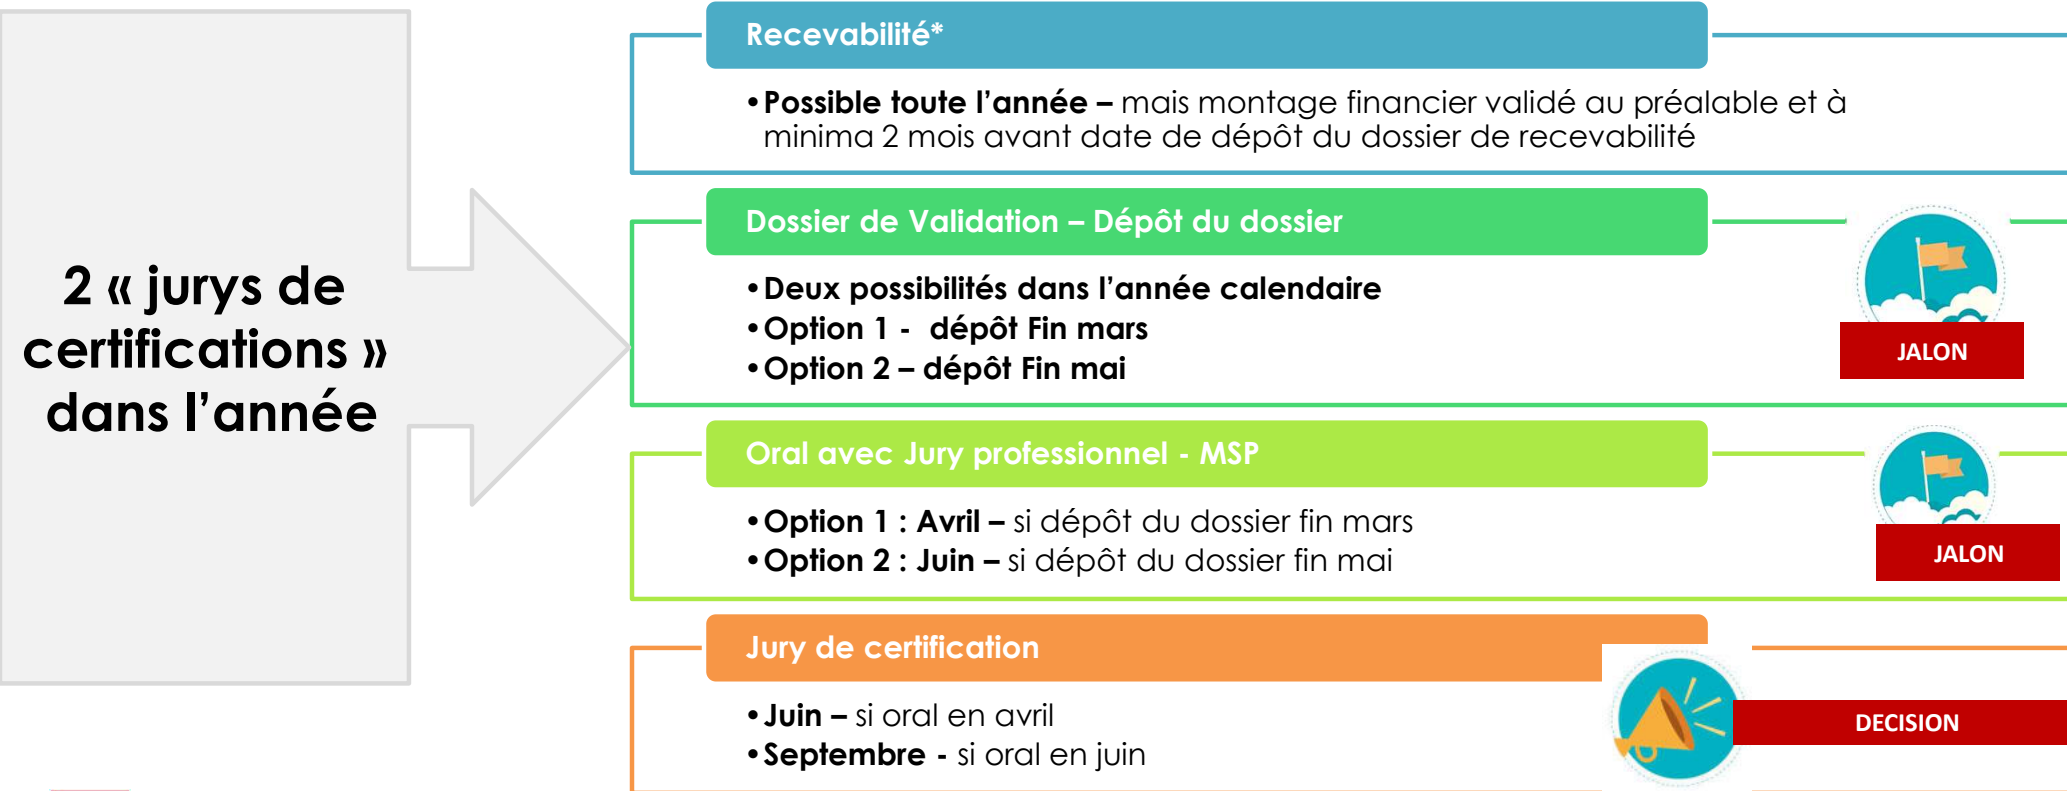 2 « jurys de
certifications »
dans l’année
Recevabilité*
•Possible toute l’année – mais montage financier validé au préalable et à
minima 2 mois avant date de dépôt du dossier de recevabilité
Dossier de Validation – Dépôt du dossier
•Deux possibilités dans l’année calendaire
•Option 1 - dépôt Fin mars
•Option 2 – dépôt Fin mai
JALON
Oral avec Jury professionnel - MSP
•Option 1 : Avril – si dépôt du dossier fin mars
•Option 2 : Juin – si dépôt du dossier fin mai
JALON
Jury de certification
•Juin – si oral en avril
•Septembre - si oral en juin
DECISION